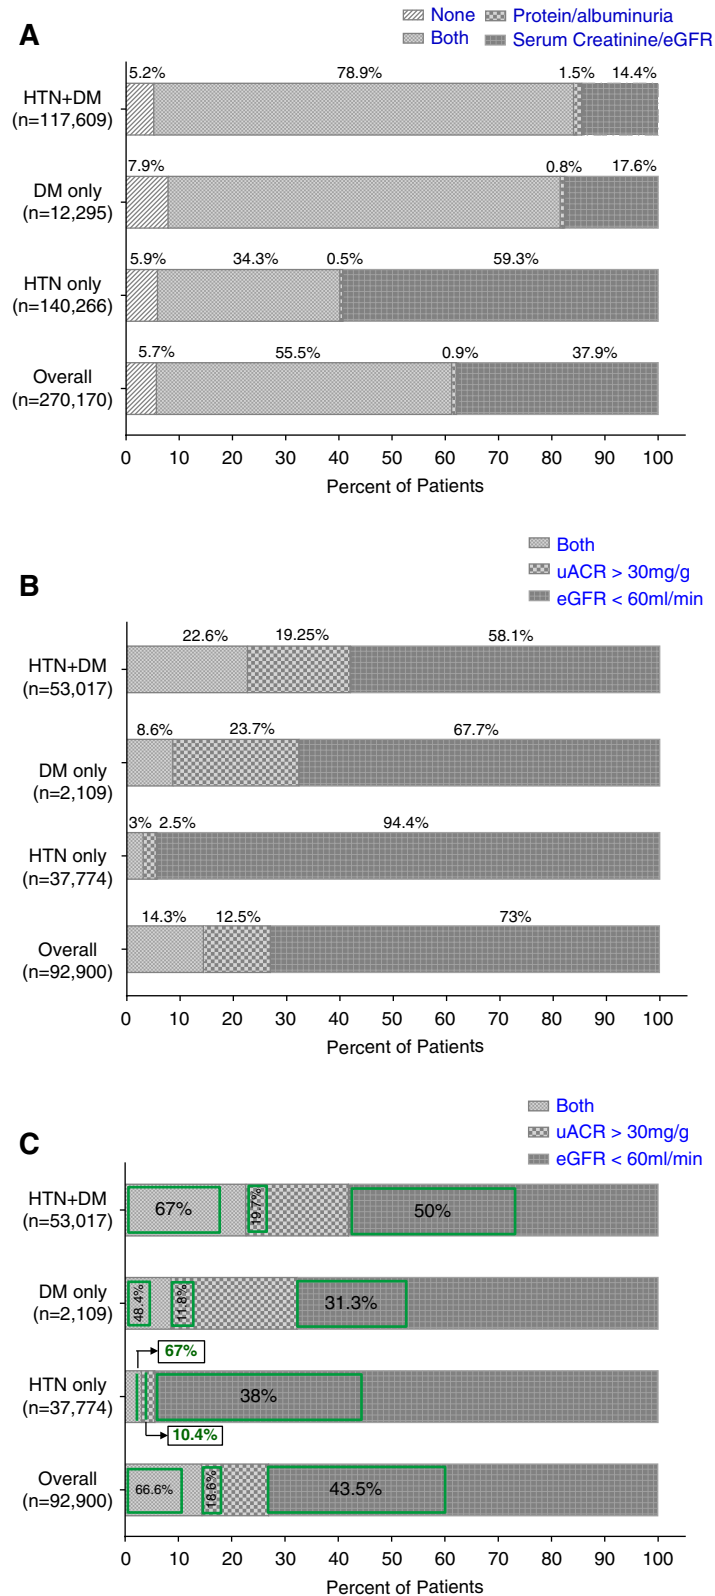 A
None Protein/albuminuria
Both Serum Creatinine/eGFR
5.2% 78.9% 1.5% 14.4%
HTN+DM
(n=117,609)
7.9% 0.8% 17.6%
DM only
(n=12,295)
5.9% 34.3% 0.5% 59.3%
HTN only
(n=140,266)
5.7% 55.5% 0.9% 37.9%
Overall
(n=270,170)
0 10 20 30 40 50 60 70 80 90 100
Percent of Patients
B
Both
uACR > 30mg/g
eGFR < 60ml/min
22.6% 19.25% 58.1%
HTN+DM
(n=53,017)
8.6% 23.7% 67.7%
DM only
(n=2,109)
3% 2.5% 94.4%
HTN only
(n=37,774)
14.3% 12.5% 73%
Overall
(n=92,900)
0 10 20 30 40 50 60 70 80 90 100
Percent of Patients
C
Both
uACR > 30mg/g
eGFR < 60ml/min
HTN+DM
(n=53,017)
67% 19.7% 50%
DM only
(n=2,109)
48.4% 11.8% 31.3%
67%
HTN only
(n=37,774)
38%
10.4%
Overall
(n=92,900)
66.6% 18.6% 43.5%
0 10 20 30 40 50 60 70 80 90 100
Percent of Patients